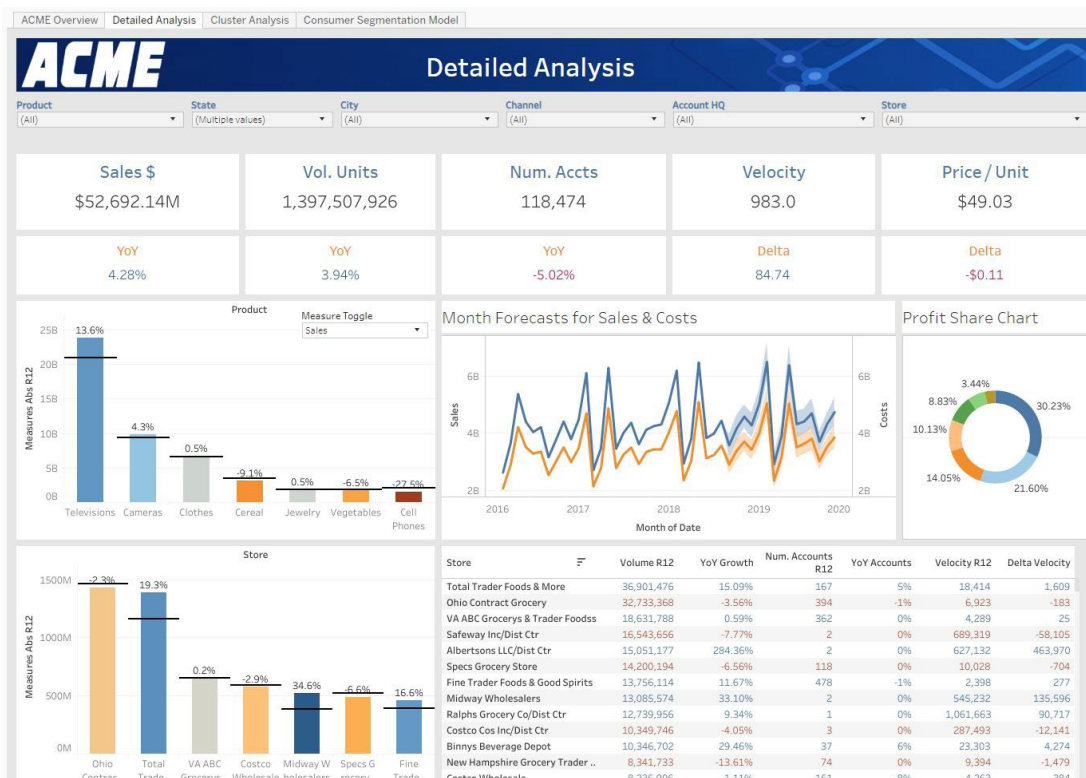 ACME Overview Detailed Analysis Cluster Analysis Consumer Segmentation Model
ACME
Detailed Analysis
Product State City Channel Account HQ Store
(All) (Multiple values) (All) (All) (All) (All)
Sales $ Vol. Units Num. Accts Velocity Price / Unit
$52,692.14M 1,397,507,926 118,474 983.0 $49.03
YoY YoY YoY Delta Delta
4.28% 3.94% -5.02% 84.74 -$0.11
Product
Measure Toggle
Sales
Measures Abs R12
25B
20B
15B
10B
5B
0B
13.6%
4.3%
0.5%
-9.1%
0.5%
-6.5%
-27.5%
Televisions Cameras Clothes Cereal Jewelry Vegetables Cell
Phones
Month Forecasts for Sales & Costs
Sales
6B
4B
2B
Costs
6B
4B
2B
2016 2017 2018 2019 2020
Month of Date
Profit Share Chart
3.44%
8.83%
30.23%
10.13%
14.05%
21.60%
Store
Measures Abs R12
1500M
1000M
500M
0M
-2.3%
19.3%
0.2%
-2.9%
34.6%
-6.6%
16.6%
Ohio Total VA ABC Costco Midway W Specs G Fine
Store Volume R12 YoY Growth Num. Accounts
R12 YoY Accounts Velocity R12 Delta Velocity
Total Trader Foods & More 36,901,476 15.09% 167 5% 18,414 1,609
Ohio Contract Grocery 32,733,368 -3.56% 394 -1% 6,923 -183
VA ABC Grocerys & Trader Foodss 18,631,788 0.59% 362 0% 4,289 25
Safeway Inc/Dist Ctr 16,543,656 -7.77% 2 0% 689,319 -58,105
Albertsons LLC/Dist Ctr 15,051,177 284.36% 2 0% 627,132 463,970
Specs Grocery Store 14,200,194 -6.56% 118 0% 10,028 -704
Fine Trader Foods & Good Spirits 13,756,114 11.67% 478 -1% 2,398 277
Midway Wholesalers 13,085,574 33.10% 2 0% 545,232 135,596
Ralphs Grocery Co/Dist Ctr 12,739,956 9.34% 1 0% 1,061,663 90,717
Costco Cos Inc/Dist Ctr 10,349,746 -4.05% 3 0% 287,493 -12,141
Binnys Beverage Depot 10,346,702 29.46% 37 6% 23,303 4,274
New Hampshire Grocery Trader .. 8,341,733 -13.61% 74 0% 9,394 -1,479